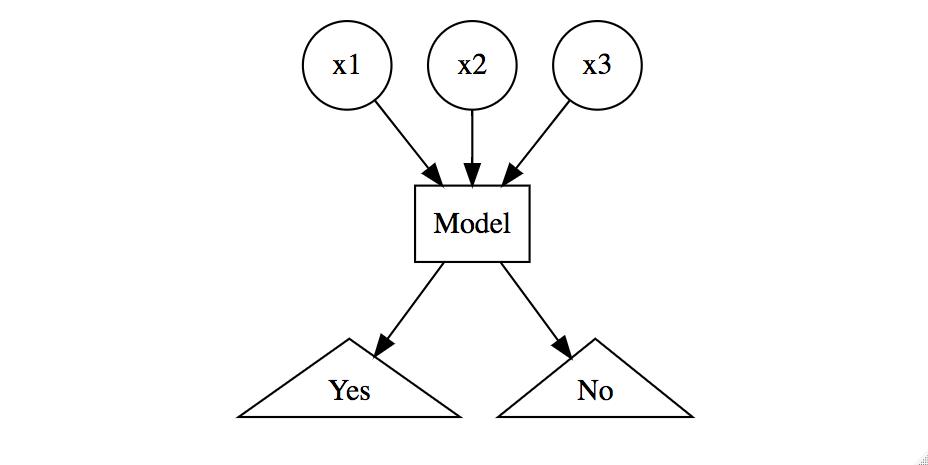 x1 x2 x3
Model
Yes No